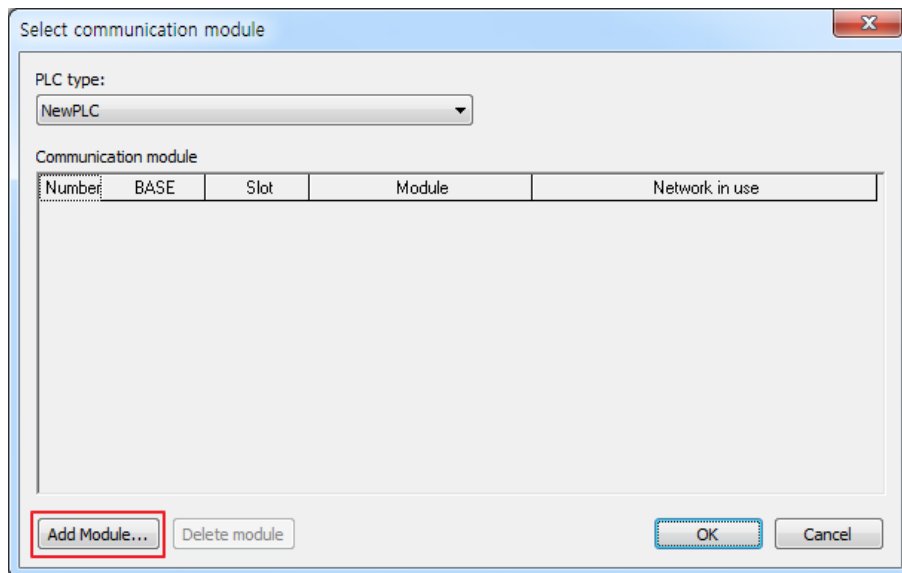 Select communication module
PLC type:
NewPLC
Communication module
Number BASE Slot Module Network in use
Add Module... Delete module OK Cancel